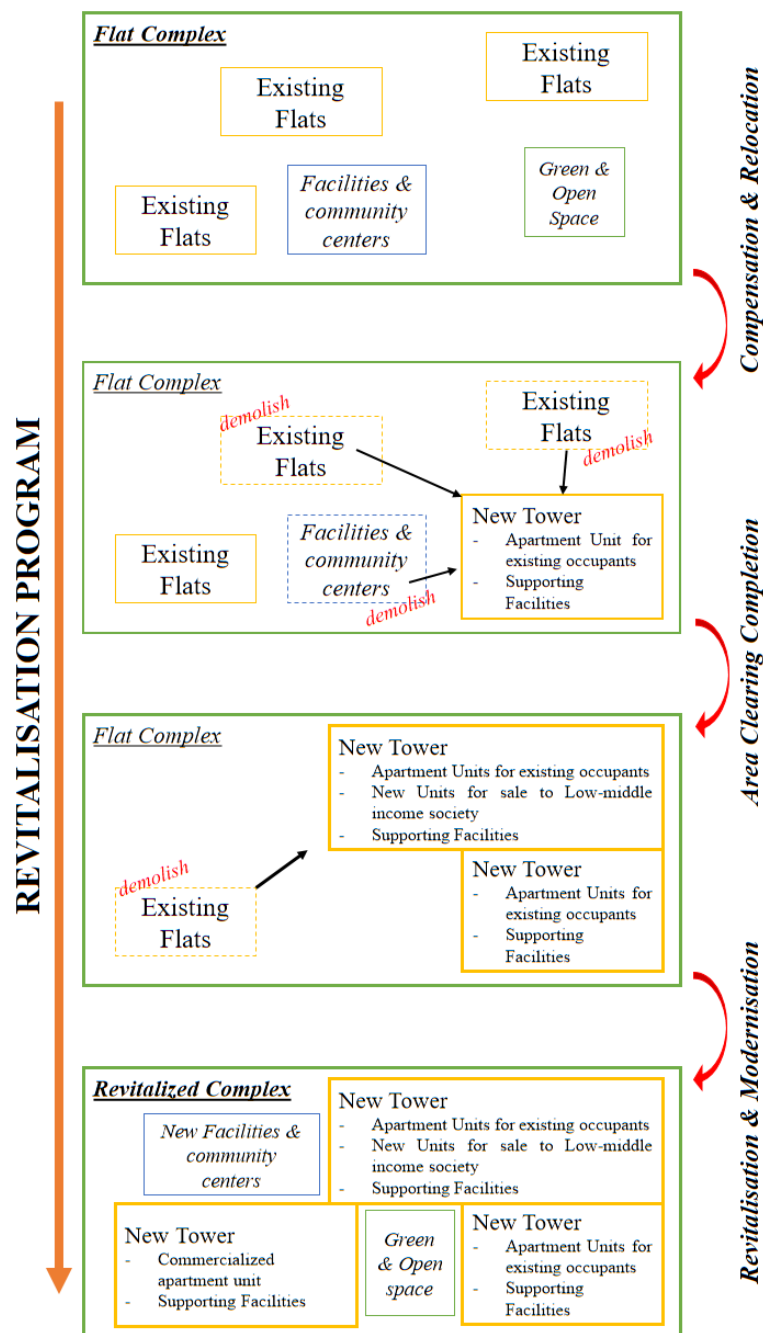 Flat Complex
Existing
Flats
Existing
Flats
Existing
Flats
Facilities &
community
centers
Green &
Open
Space
Compensation & Relocation
REVITALISATION PROGRAM
Flat Complex
demolish
Existing
Flats
Existing
Flats
demolish
Existing
Flats
Facilities &
community
centers
demolish
New Tower
- Apartment Unit for
existing occupants
- Supporting
Facilities
Area Clearing Completion
Flat Complex
New Tower
- Apartment Units for existing occupants
- New Units for sale to Low-middle
income society
- Supporting Facilities
demolish
Existing
Flats
New Tower
- Apartment Units for
existing occupants
- Supporting
Facilities
Revitalisation & Modernisation
Revitalized Complex
New Facilities &
community
centers
New Tower
- Apartment Units for existing occupants
- New Units for sale to Low-middle
income society
- Supporting Facilities
New Tower
- Commercialized
apartment unit
- Supporting Facilities
Green
& Open
space
New Tower
- Apartment Units for
existing occupants
- Supporting
Facilities